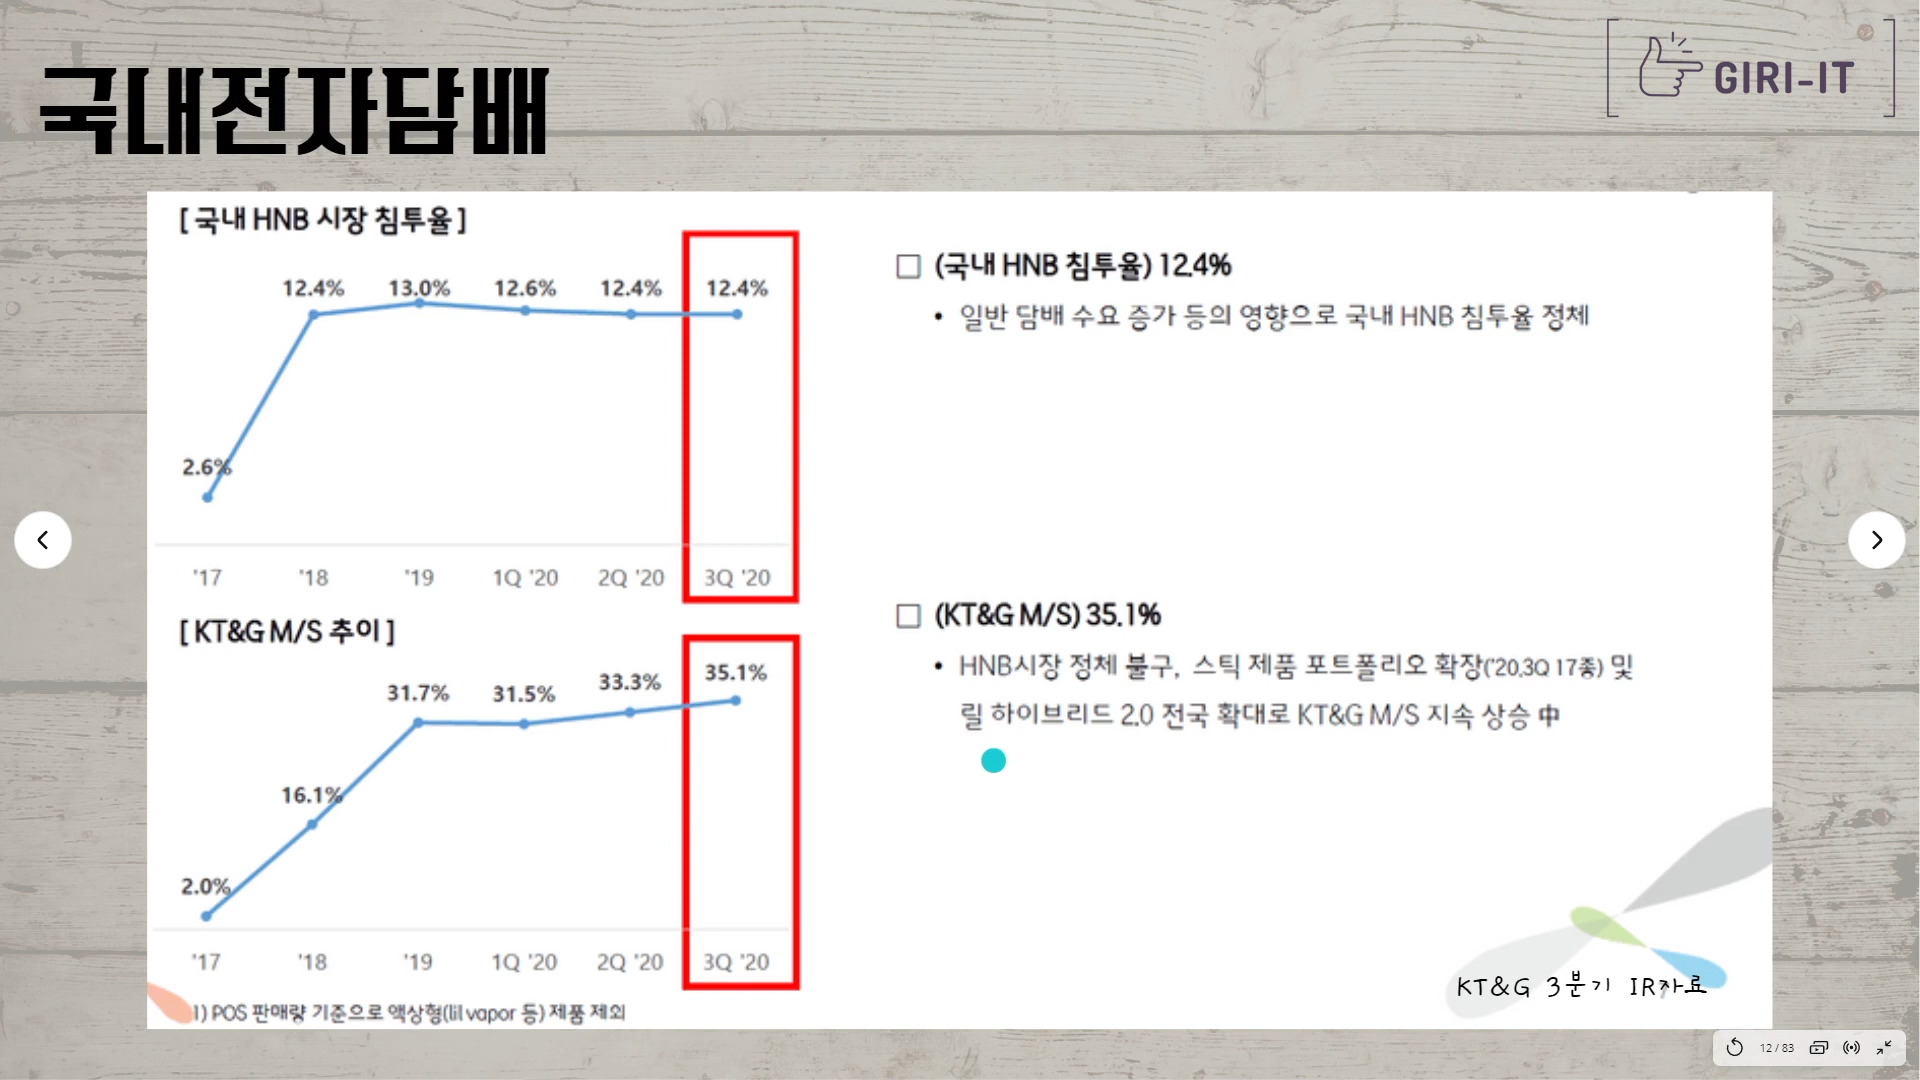 국내전자담배
GIRI-IT
[ 국내 HNB 시장 침투율 ]
2.6% 12.4% 13.0% 12.6% 12.4% 12.4%
'17 '18 '19 1Q '20 2Q '20 3Q '20
□ (국내 HNB 침투율) 12.4%
• 일반 담배 수요 증가 등의 영향으로 국내 HNB 침투율 정체
[ KT&G M/S 추이 ]
2.0% 16.1% 31.7% 31.5% 33.3% 35.1%
'17 '18 '19 1Q '20 2Q '20 3Q '20
1) POS 판매량 기준으로 액상형(lil vapor 등) 제품 제외
□ (KT&G M/S) 35.1%
• HNB시장 정체 불구, 스틱 제품 포트폴리오 확장('20.3Q 17종) 및
릴 하이브리드 2.0 전국 확대로 KT&G M/S 지속 상승 中
KT&G 3분기 IR자료
12 / 83